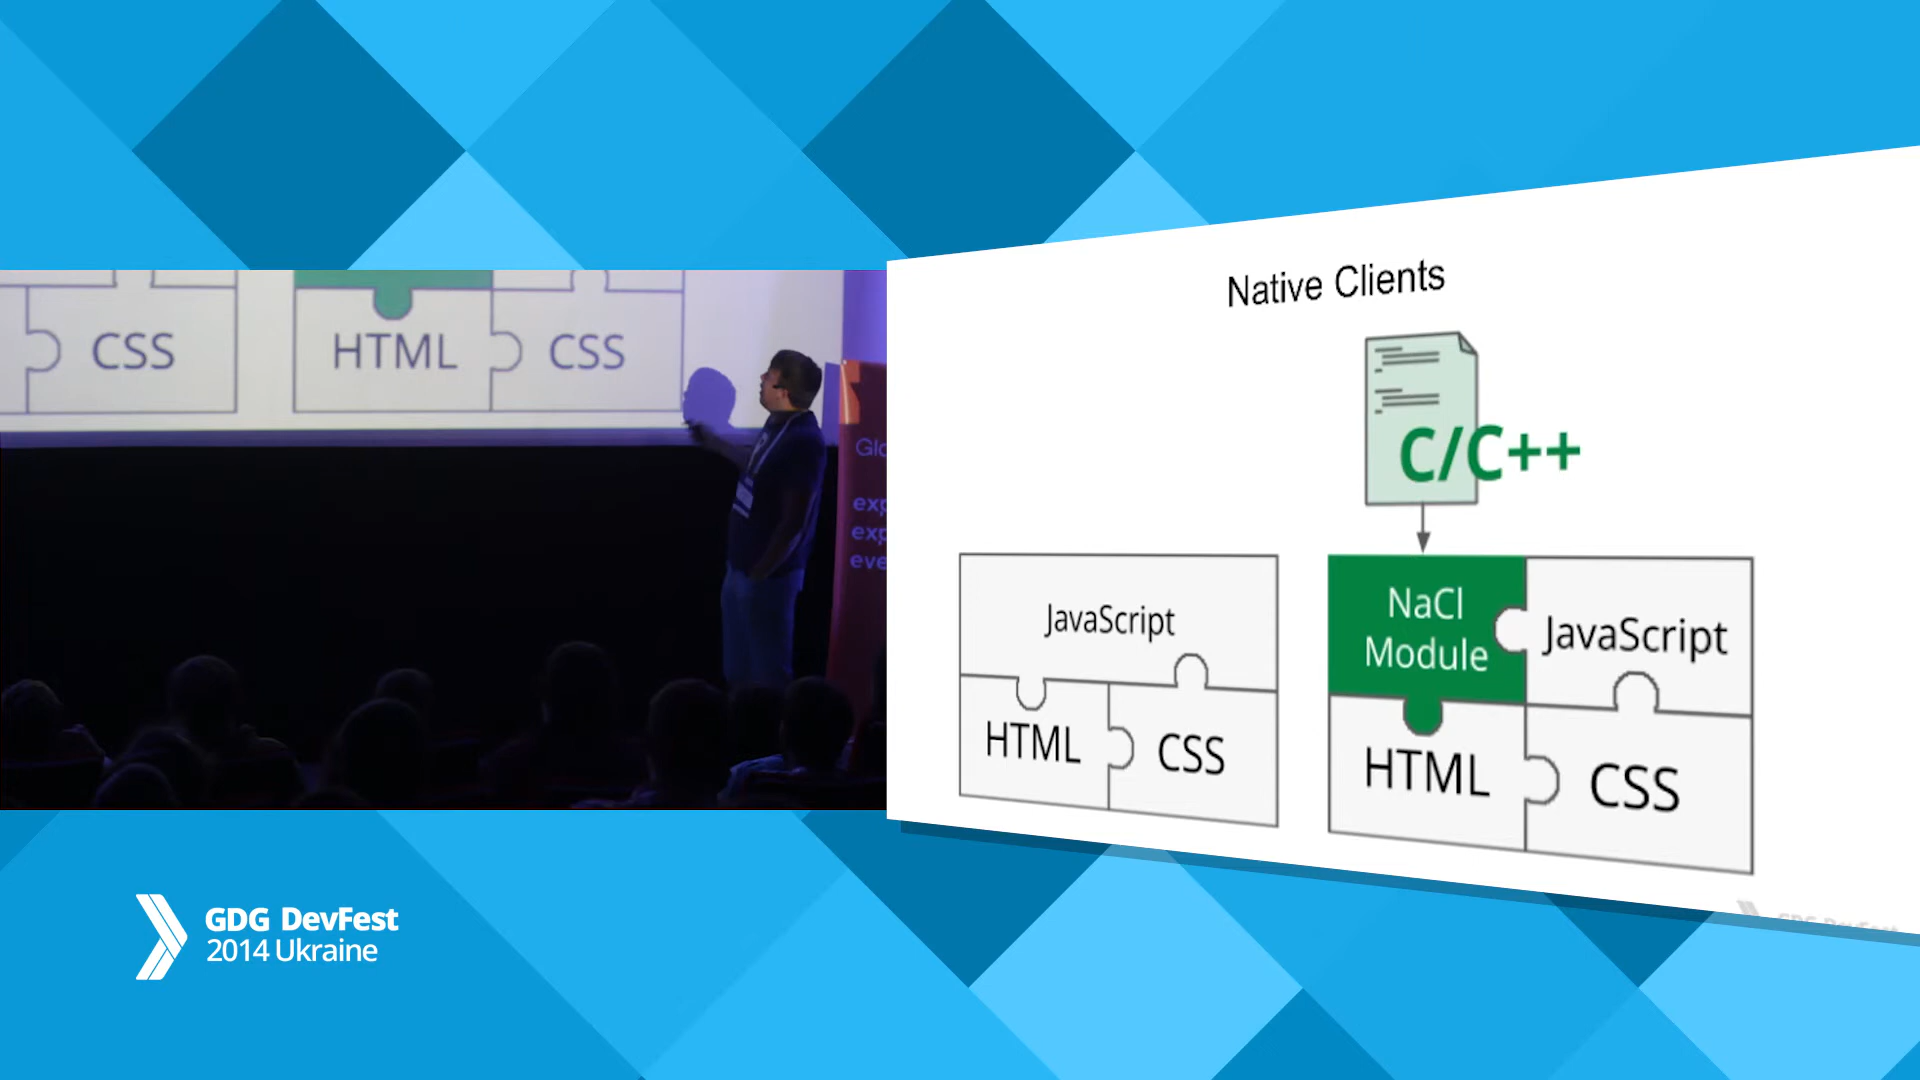 CSS
HTML
CSS
Native Clients
C/C++
JavaScript
HTML
CSS
NaCl
Module
JavaScript
HTML
CSS
GDG DevFest
2014 Ukraine